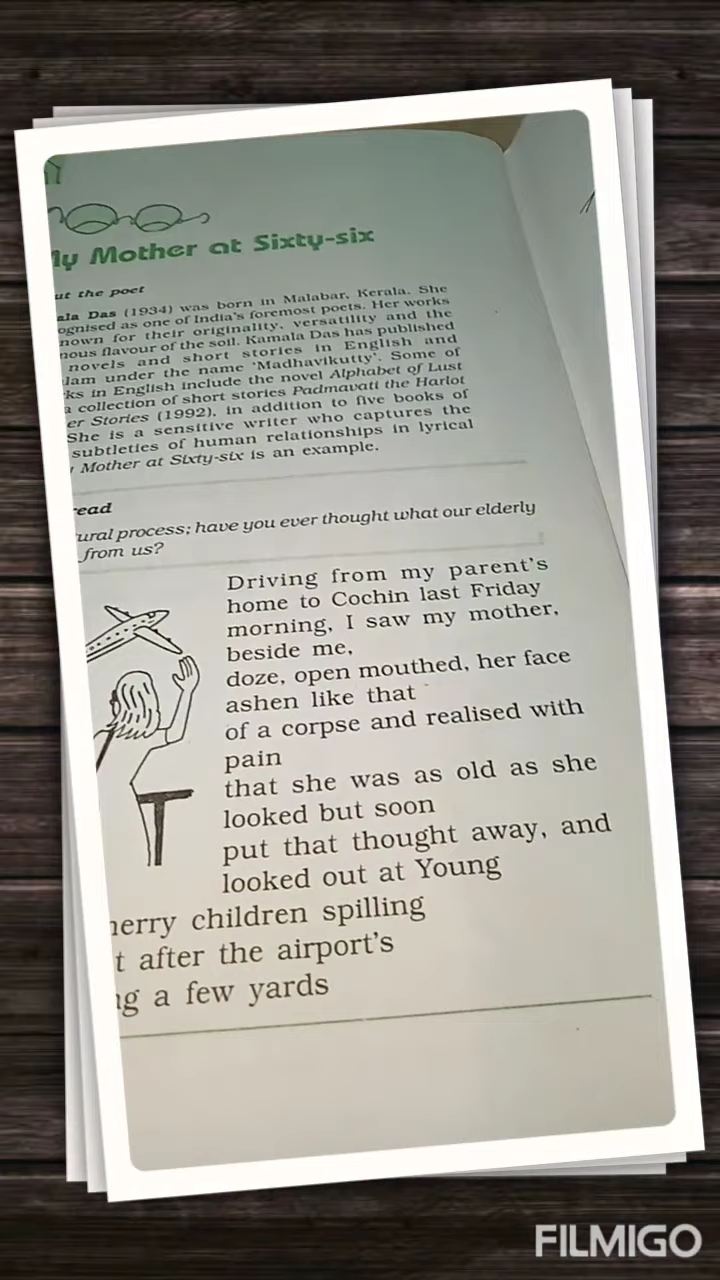 My Mother at Sixty-six
ut the poet
ala Das (1934) was born in Malabar, Kerala. She
ognised as one of India's foremost poets. Her works
nown for their originality, versatility and the
nous flavour of the soil. Kamala Das has published
novels and short stories in English and
lam under the name 'Madhavikutty'. Some of
ks in English include the novel Alphabet of Lust
a collection of short stories Padmavati the Harlot
er Stories (1992), in addition to five books of
She is a sensitive writer who captures the
subtleties of human relationships in lyrical
Mother at Sixty-six is an example.
read
ural process; have you ever thought what our elderly
from us?
Driving from my parent's
home to Cochin last Friday
morning, I saw my mother,
beside me,
doze, open mouthed, her face
ashen like that
of a corpse and realised with
pain
that she was as old as she
looked but soon
put that thought away, and
looked out at Young
merry children spilling
t after the airport's
ng a few yards
FILMIGO